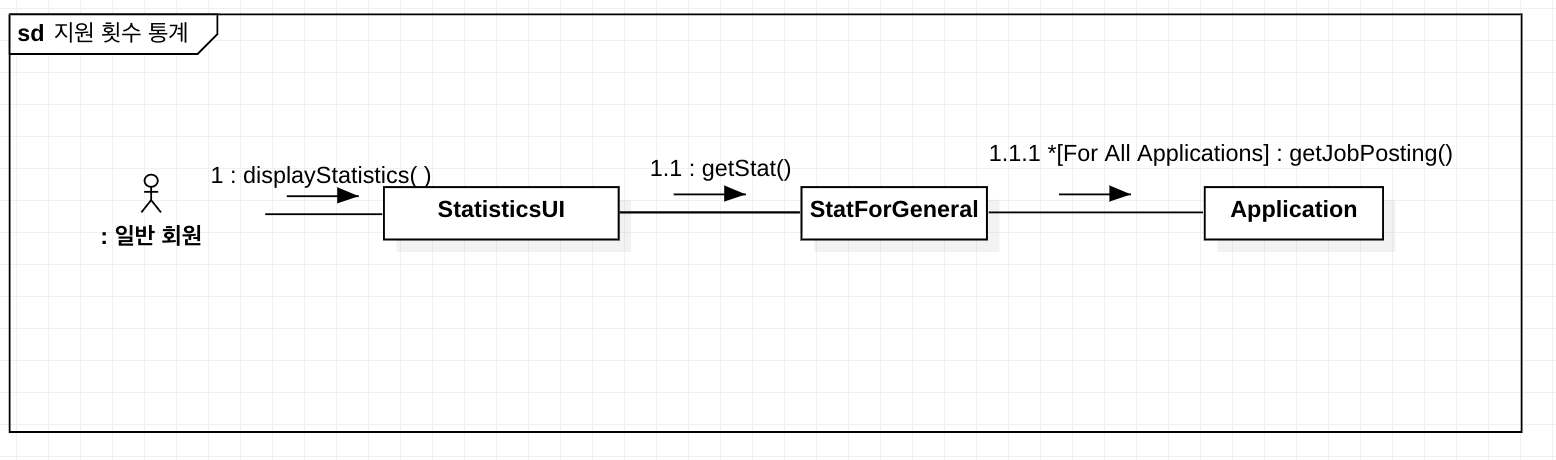 sd 지원 횟수 통계
1 : displayStatistics( )
1.1 : getStat()
1.1.1 *[For All Applications] : getJobPosting()
: 일반 회원
StatisticsUI
StatForGeneral
Application